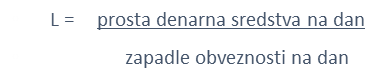 L = prosta denarna sredstva na dan
zapadle obveznosti na dan